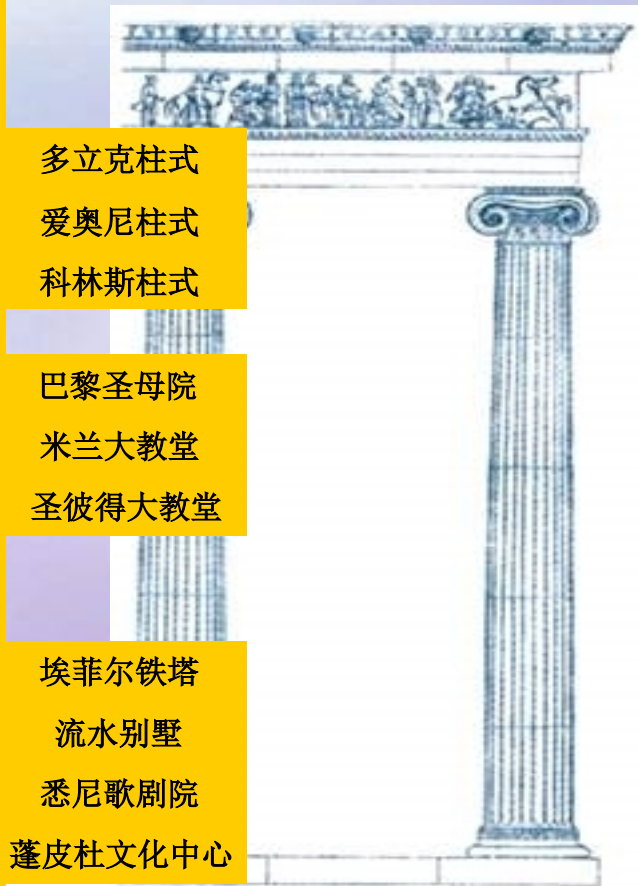 多立克柱式
爱奥尼柱式
科林斯柱式
巴黎圣母院
米兰大教堂
圣彼得大教堂
埃菲尔铁塔
流水别墅
悉尼歌剧院
蓬皮杜文化中心